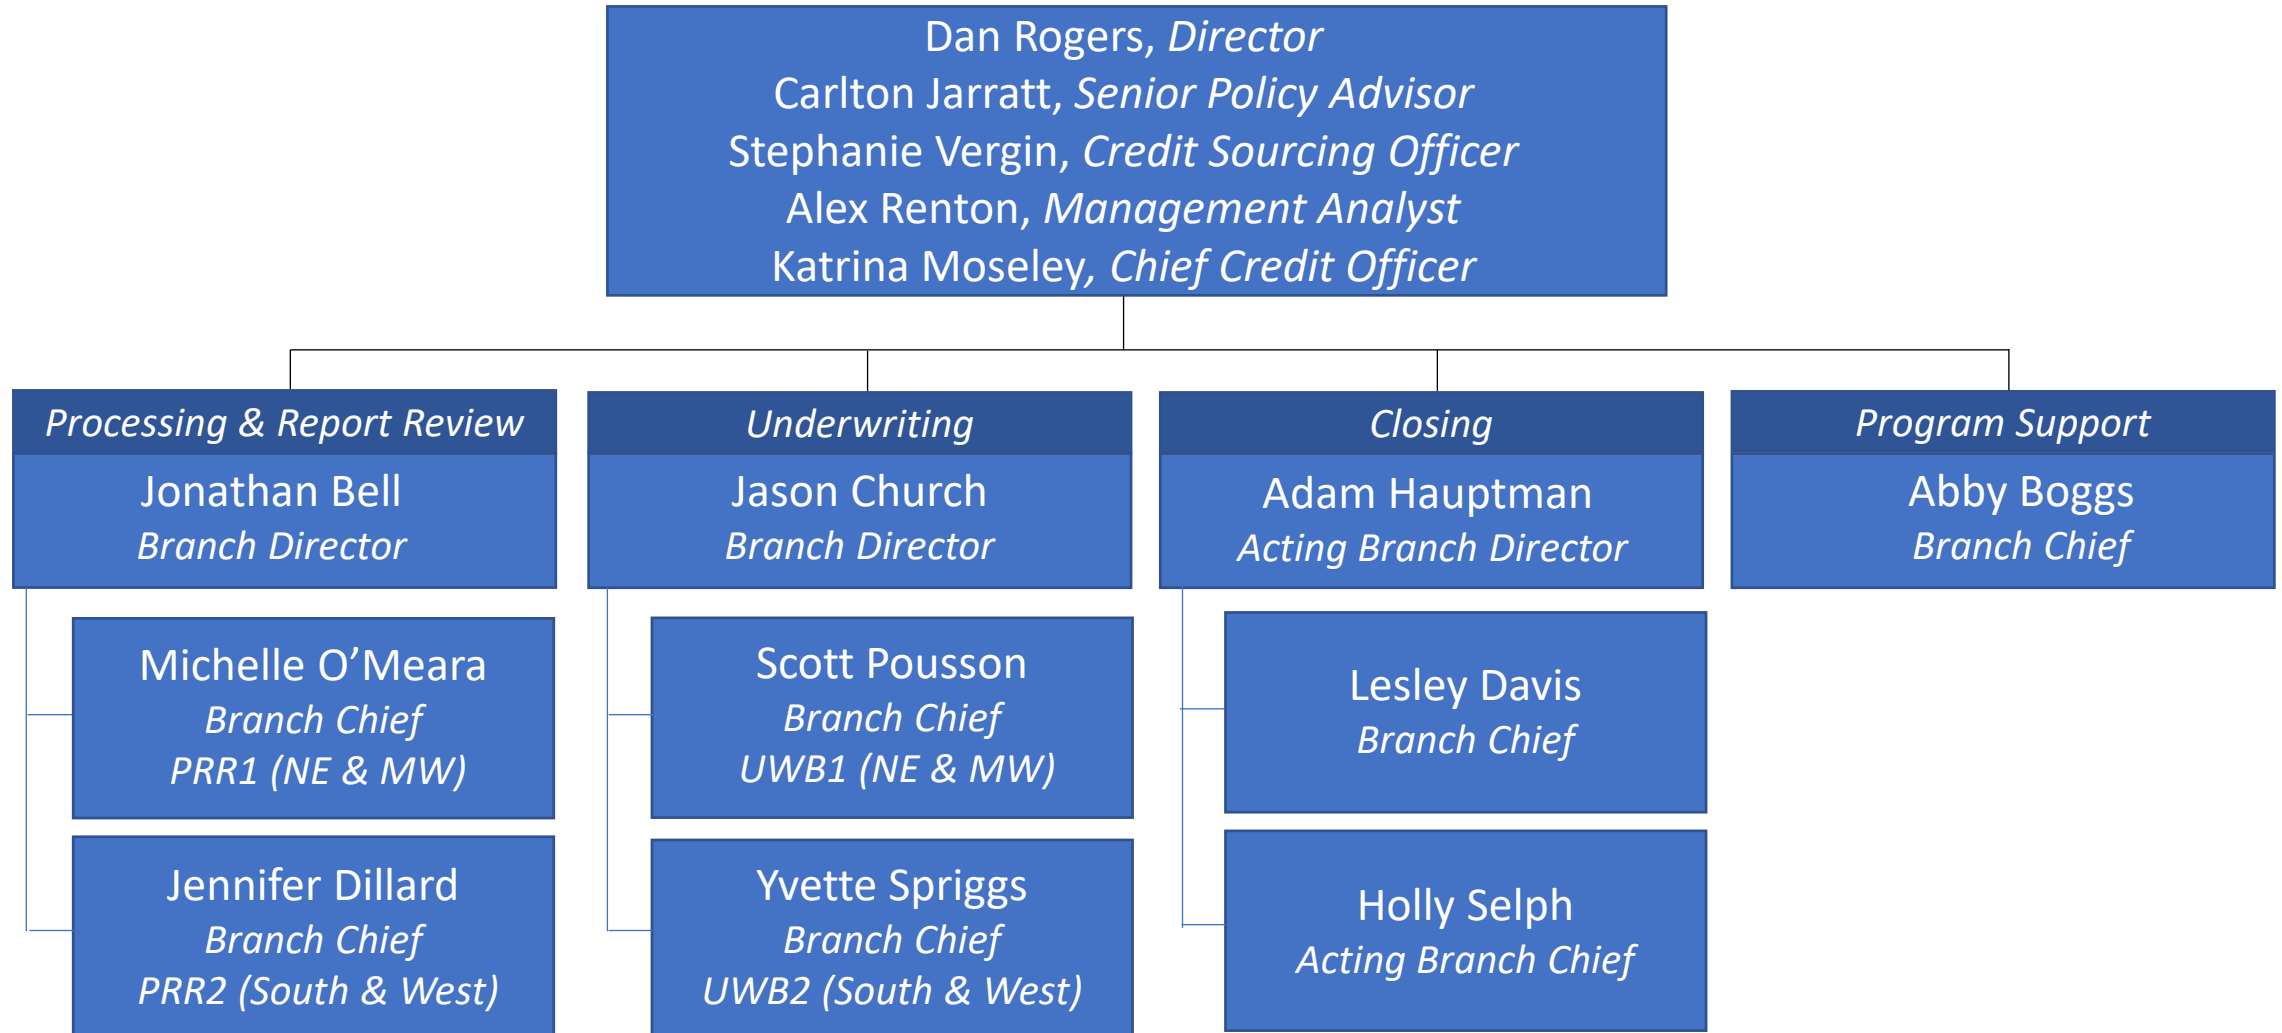 Dan Rogers, Director
Carlton Jarratt, Senior Policy Advisor
Stephanie Vergin, Credit Sourcing Officer
Alex Renton, Management Analyst
Katrina Moseley, Chief Credit Officer
Processing & Report Review
Jonathan Bell
Branch Director
Michelle O’Meara
Branch Chief
PRR1 (NE & MW)
Jennifer Dillard
Branch Chief
PRR2 (South & West)
Underwriting
Jason Church
Branch Director
Scott Pousson
Branch Chief
UWB1 (NE & MW)
Yvette Spriggs
Branch Chief
UWB2 (South & West)
Closing
Adam Hauptman
Acting Branch Director
Lesley Davis
Branch Chief
Holly Selph
Acting Branch Chief
Program Support
Abby Boggs
Branch Chief